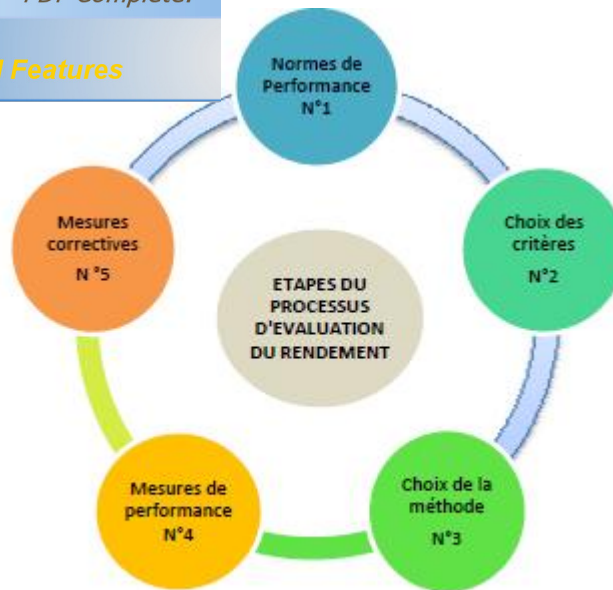 PDF Complete.
Features
Normes de
Performance
N°1
Choix des
critères
N°2
Choix de la
méthode
N°3
Mesures de
performance
N°4
Mesures
correctives
N °5
ETAPES DU
PROCESSUS
D'EVALUATION
DU RENDEMENT